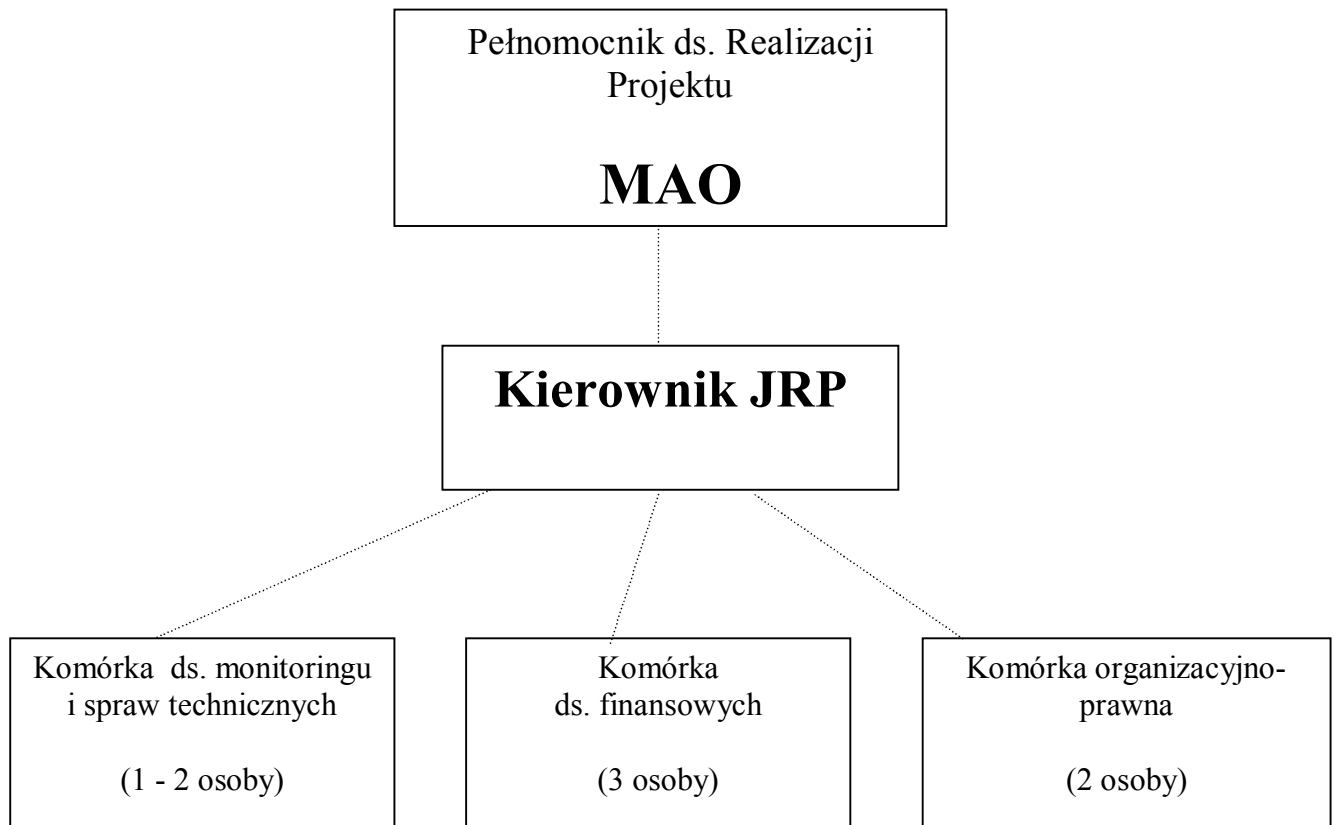 Pełnomocnik ds. Realizacji
Projektu
MAO
Kierownik JRP
Komórka ds. monitoringu
i spraw technicznych
(1 - 2 osoby)
Komórka
ds. finansowych
(3 osoby)
Komórka organizacyjno-
prawna
(2 osoby)